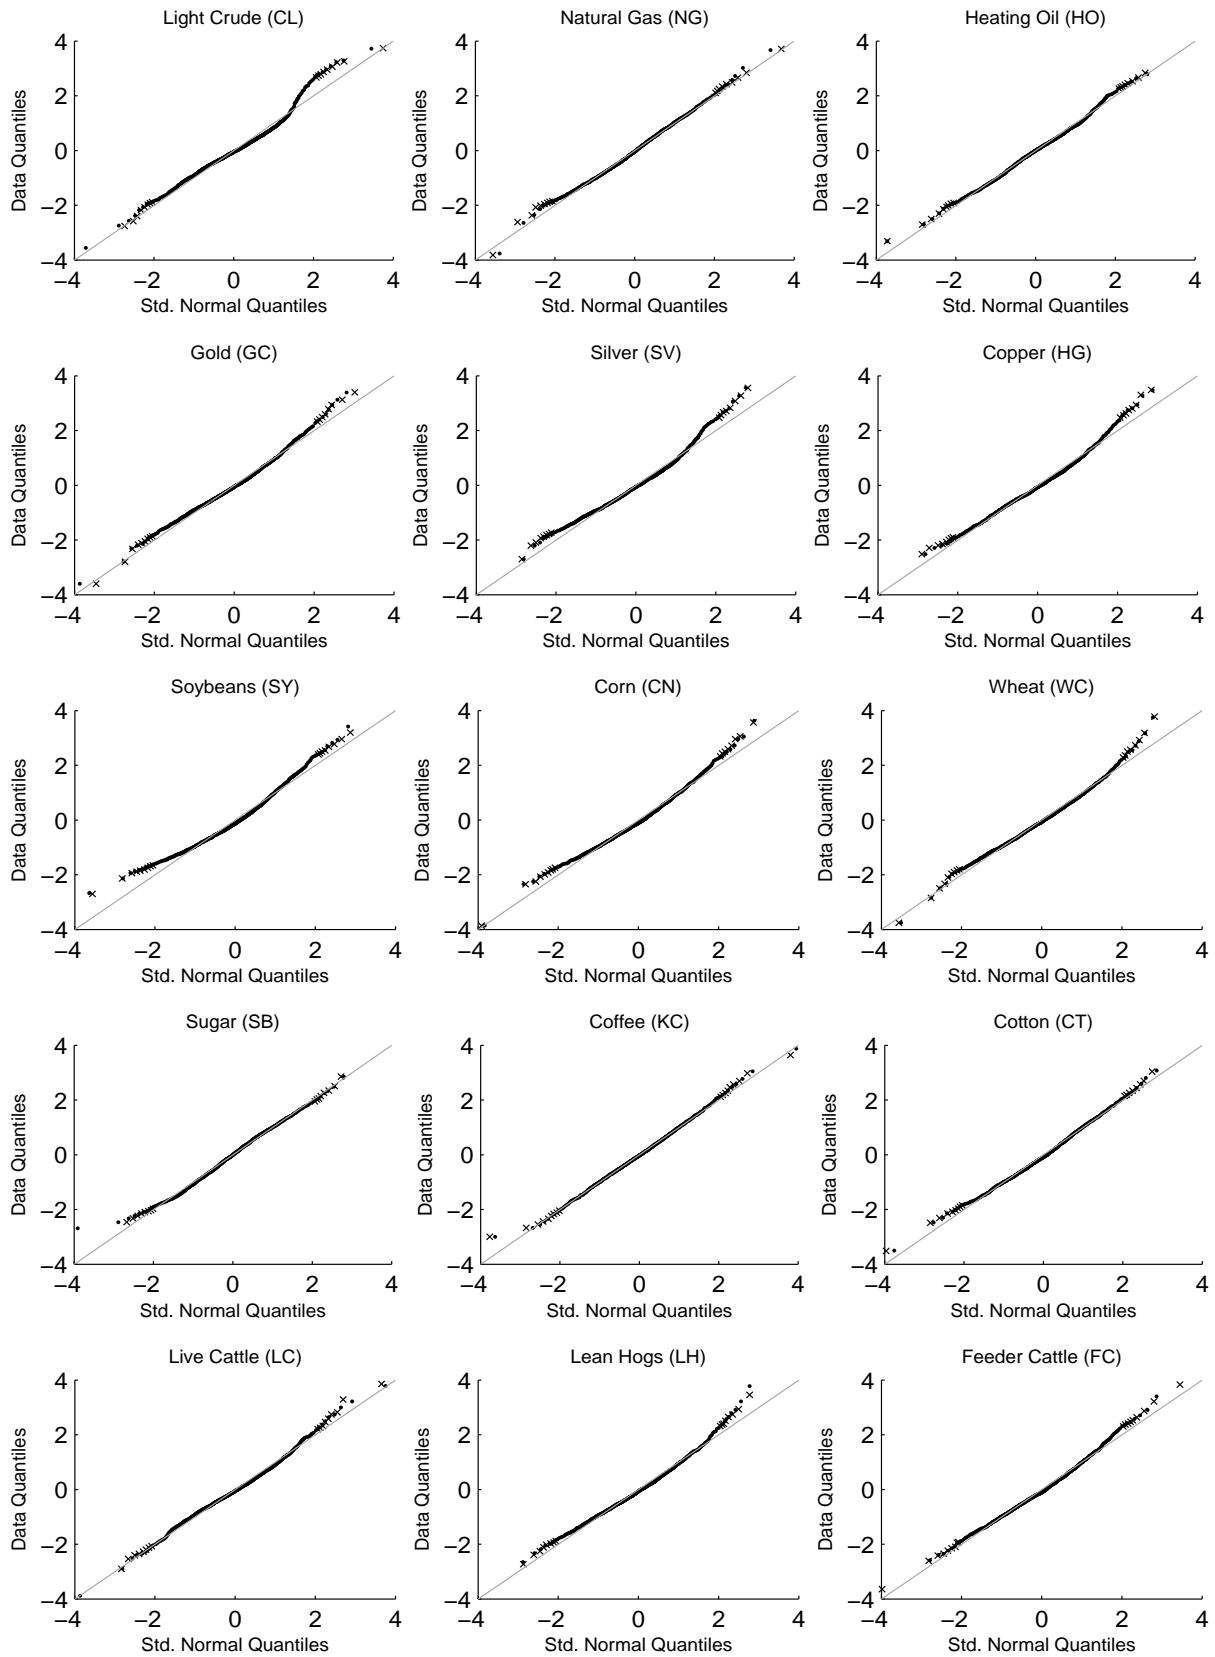 Light Crude (CL)
Data Quantiles
4
2
0
−2
−4
−4 −2 0 2 4
Std. Normal Quantiles
Natural Gas (NG)
Data Quantiles
4
2
0
−2
−4
−4 −2 0 2 4
Std. Normal Quantiles
Heating Oil (HO)
Data Quantiles
4
2
0
−2
−4
−4 −2 0 2 4
Std. Normal Quantiles
Gold (GC)
Data Quantiles
4
2
0
−2
−4
−4 −2 0 2 4
Std. Normal Quantiles
Silver (SV)
Data Quantiles
4
2
0
−2
−4
−4 −2 0 2 4
Std. Normal Quantiles
Copper (HG)
Data Quantiles
4
2
0
−2
−4
−4 −2 0 2 4
Std. Normal Quantiles
Soybeans (SY)
Data Quantiles
4
2
0
−2
−4
−4 −2 0 2 4
Std. Normal Quantiles
Corn (CN)
Data Quantiles
4
2
0
−2
−4
−4 −2 0 2 4
Std. Normal Quantiles
Wheat (WC)
Data Quantiles
4
2
0
−2
−4
−4 −2 0 2 4
Std. Normal Quantiles
Sugar (SB)
Data Quantiles
4
2
0
−2
−4
−4 −2 0 2 4
Std. Normal Quantiles
Coffee (KC)
Data Quantiles
4
2
0
−2
−4
−4 −2 0 2 4
Std. Normal Quantiles
Cotton (CT)
Data Quantiles
4
2
0
−2
−4
−4 −2 0 2 4
Std. Normal Quantiles
Live Cattle (LC)
Data Quantiles
4
2
0
−2
−4
−4 −2 0 2 4
Std. Normal Quantiles
Lean Hogs (LH)
Data Quantiles
4
2
0
−2
−4
−4 −2 0 2 4
Std. Normal Quantiles
Feeder Cattle (FC)
Data Quantiles
4
2
0
−2
−4
−4 −2 0 2 4
Std. Normal Quantiles